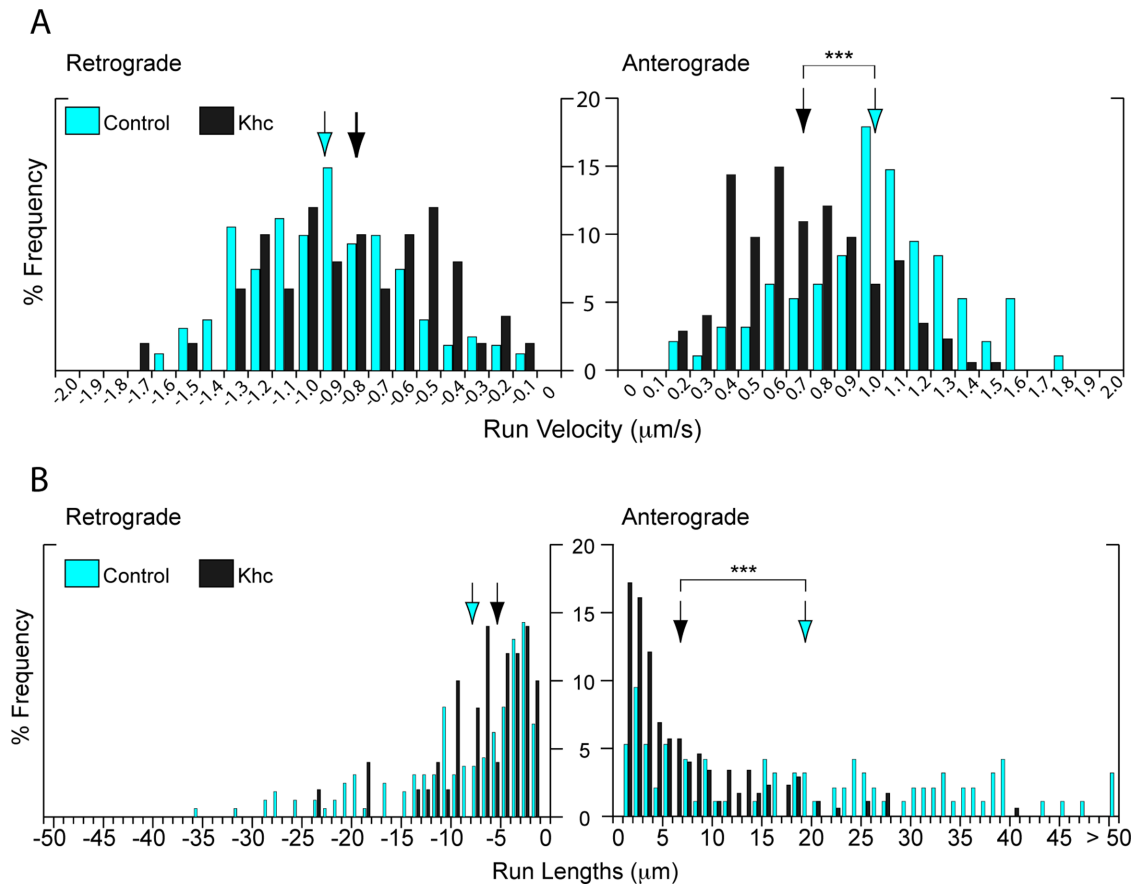 A
Retrograde
Anterograde
***
Control
Khc
20
15
10
5
0
% Frequency
-2.0 -1.9 -1.8 -1.7 -1.6 -1.5 -1.4 -1.3 -1.2 -1.1 -1.0 -0.9 -0.8 -0.7 -0.6 -0.5 -0.4 -0.3 -0.2 -0.1 0
0 0.1 0.2 0.3 0.4 0.5 0.6 0.7 0.8 0.9 1.0 1.1 1.2 1.3 1.4 1.5 1.6 1.7 1.8 1.9 2.0
Run Velocity (μm/s)
B
Retrograde
Anterograde
***
Control
Khc
20
15
10
5
0
% Frequency
-50 -40 -30 -20 -15 -10 -5 0
0 5 10 15 20 25 30 35 40 45 > 50
Run Lengths (μm)